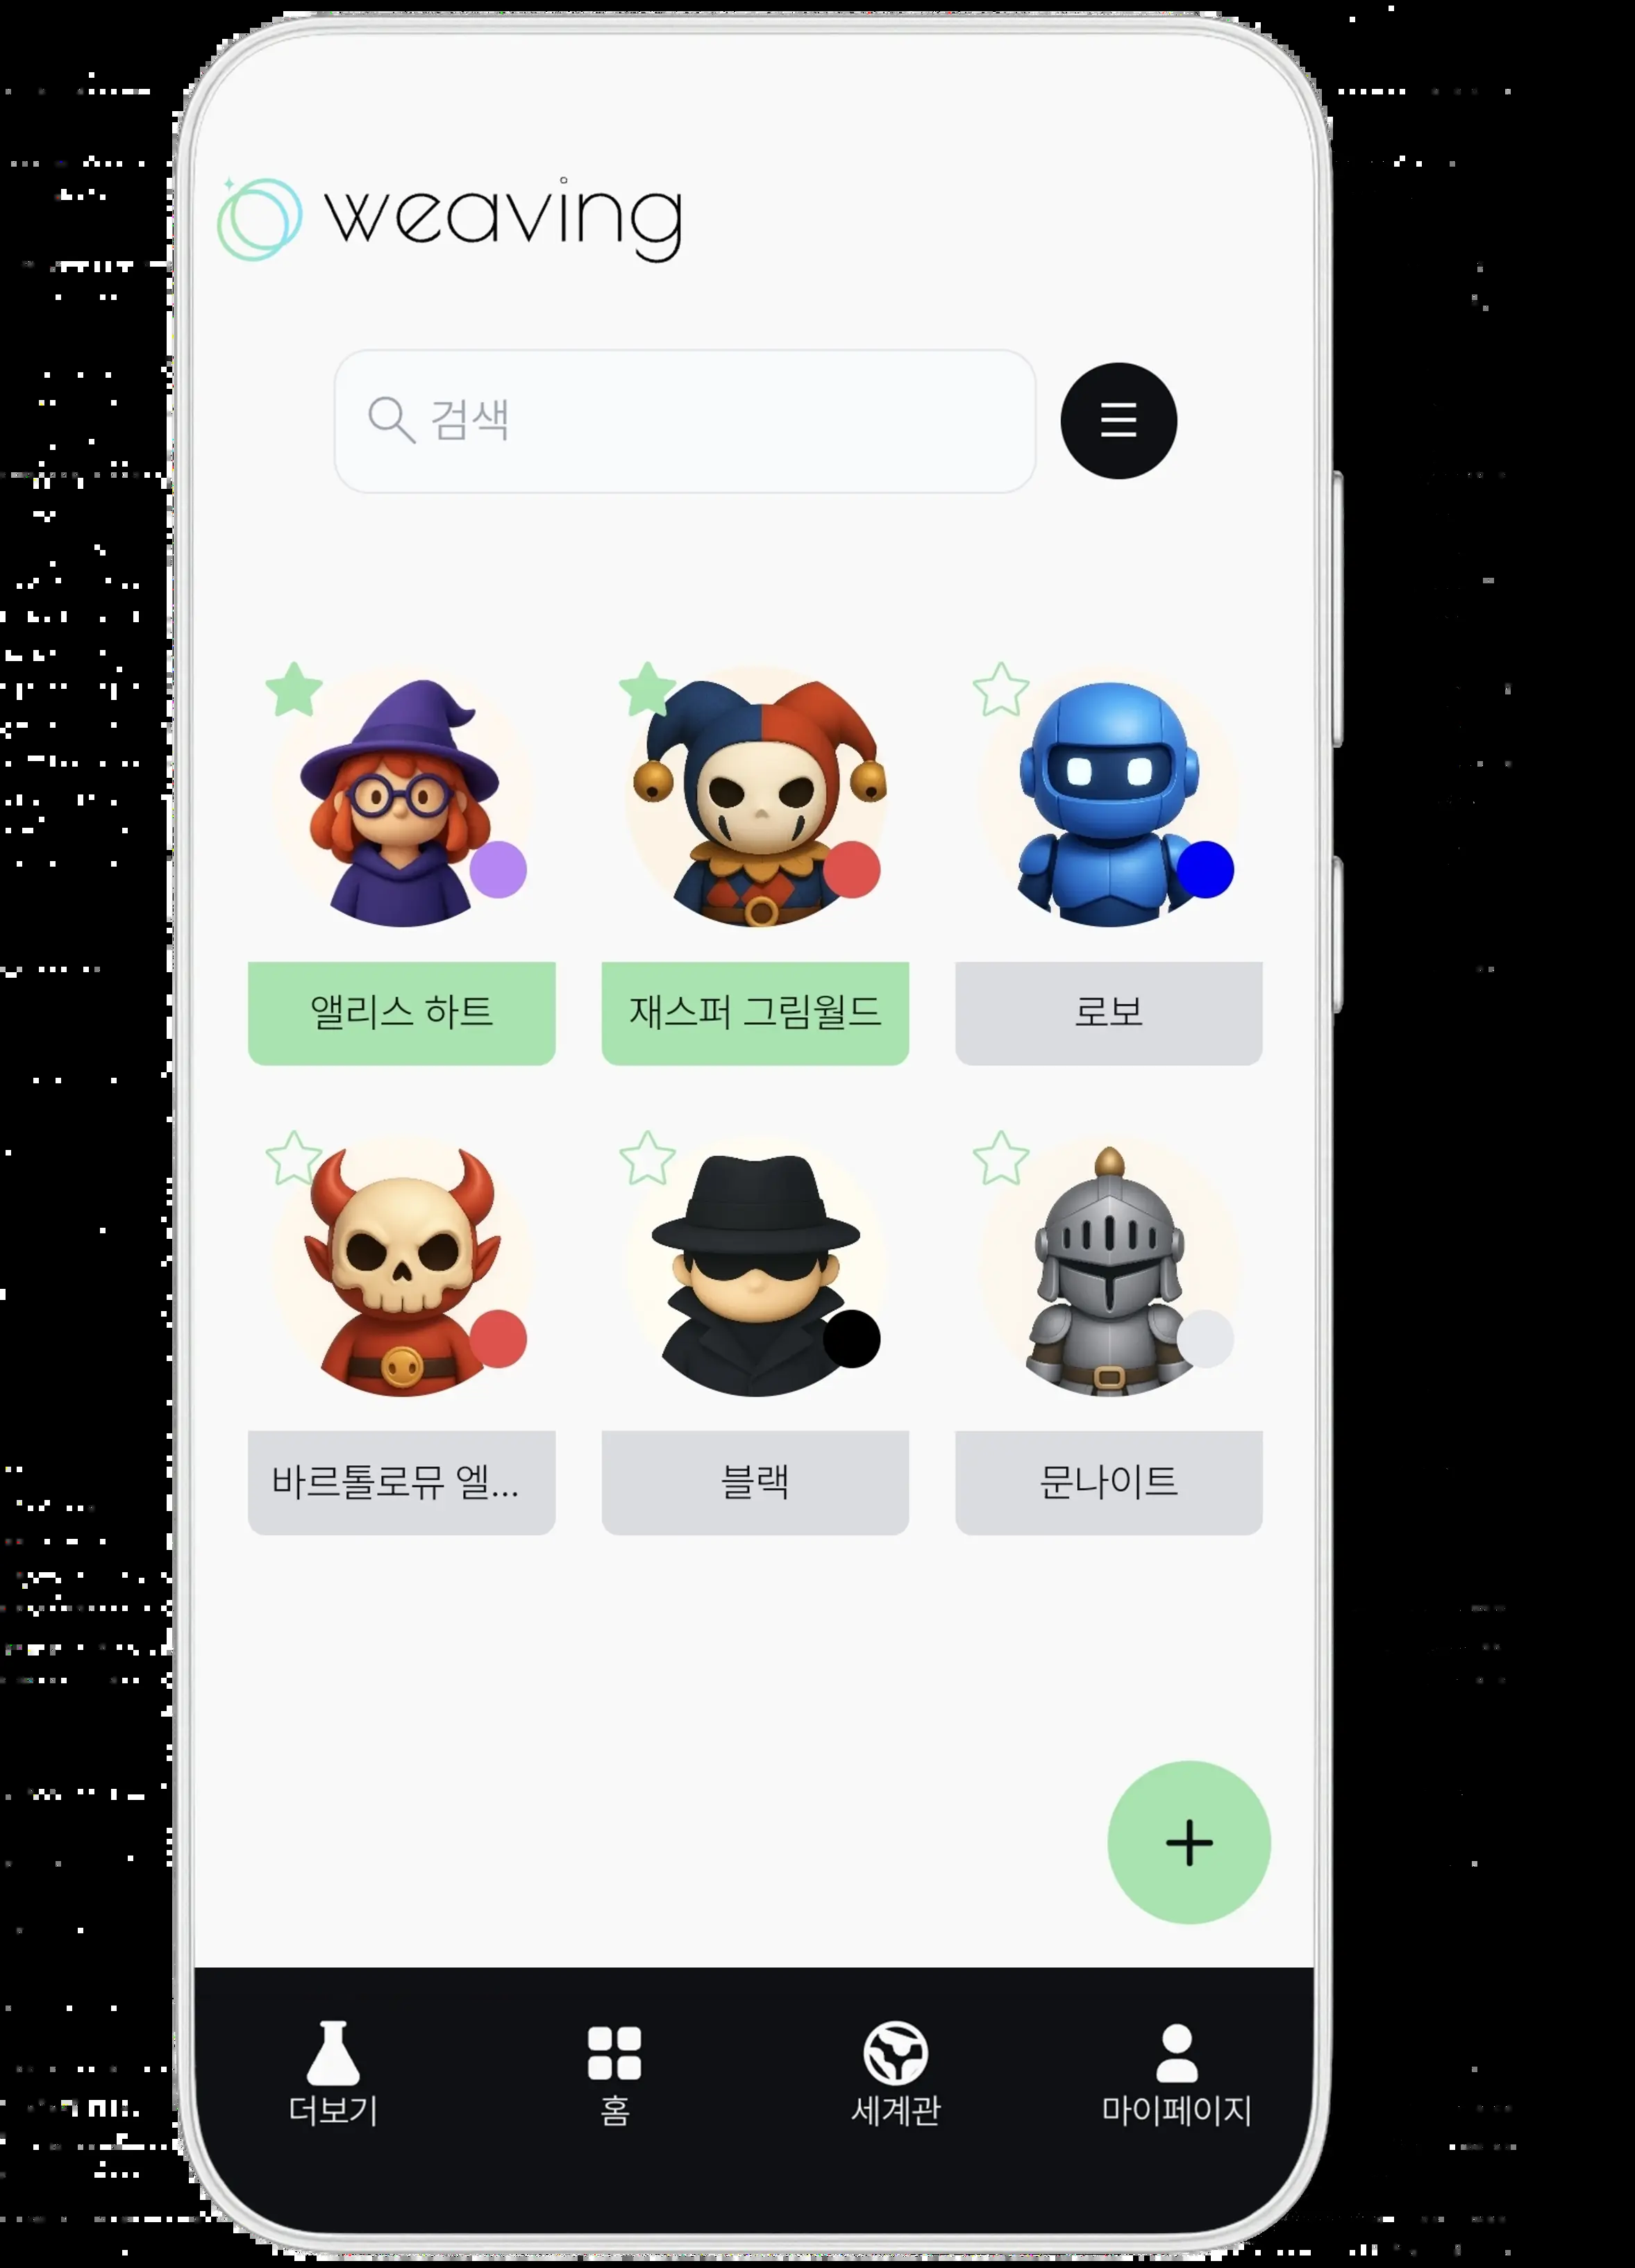 weaving
검색
앨리스 하트
재스퍼 그림월드
로보
바르톨로뮤 엘...
블랙
문나이트
더보기
홈
세계관
마이페이지